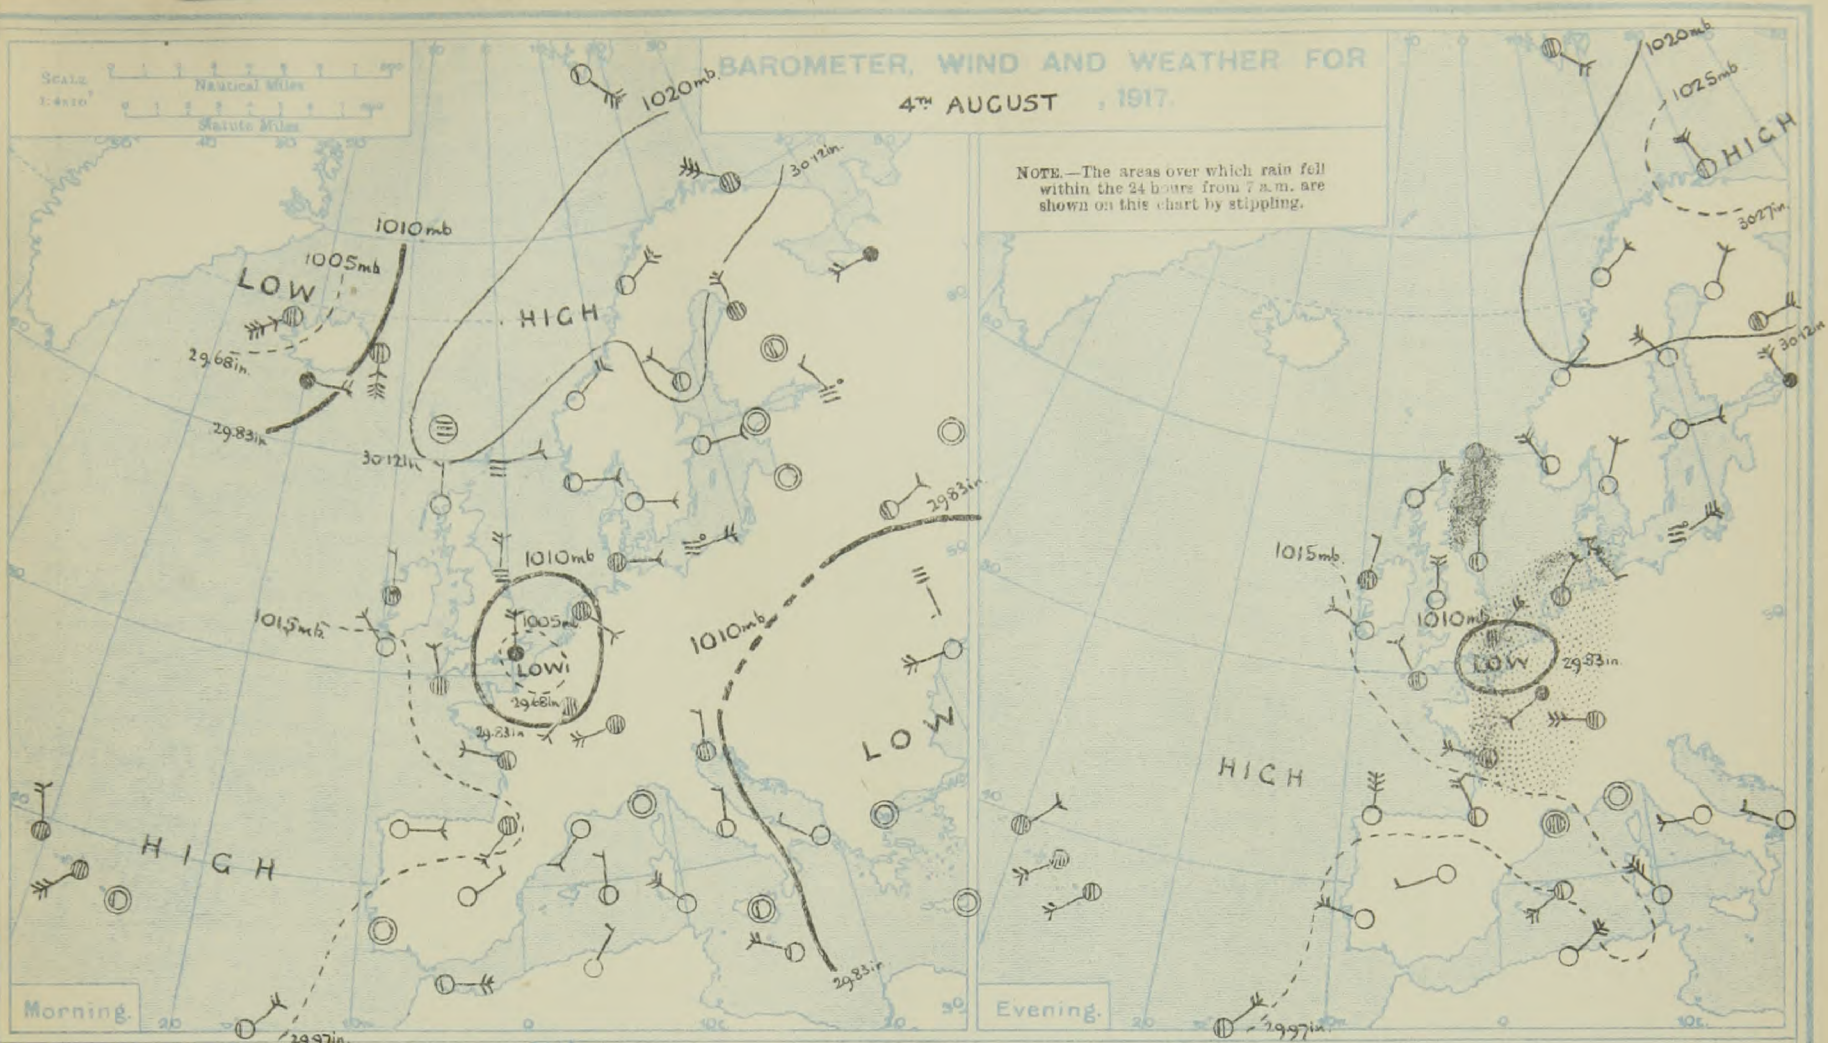 BAROMETER, WIND AND WEATHER FOR
4TH AUGUST, 1917.
SCALE
Nautical Miles
Statute Miles
NOTE.—The areas over which rain fell
within the 24 hours from 7 a.m. are
shown on this chart by stippling.
1020mb.
30.12in.
1010mb
1005mb
LOW
29.68in.
29.83in.
HIGH
30.12in.
29.83in.
1010mb
1015mb.
1005mb
LOW
29.68in.
29.83in
1010mb.
LOW
HIGH
29.83in.
29.97in.
Morning.
1020mb
1025mb.
HIGH
30.27in.
30.12in
1015mb.
1010mb
LOW
29.83in.
HIGH
29.97in.
Evening.